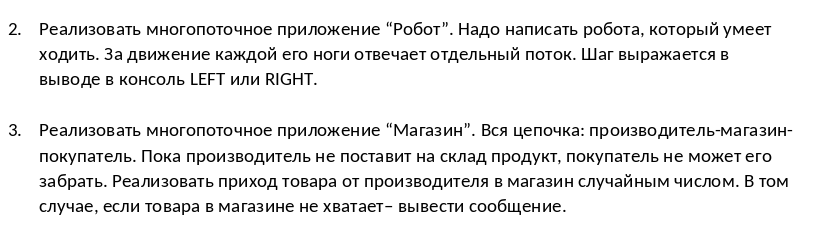 2. Реализовать многопоточное приложение “Робот”. Надо написать робота, который умеет
ходить. За движение каждой его ноги отвечает отдельный поток. Шаг выражается в
выводе в консоль LEFT или RIGHT.
3. Реализовать многопоточное приложение “Магазин”. Вся цепочка: производитель-магазин-
покупатель. Пока производитель не поставит на склад продукт, покупатель не может его
забрать. Реализовать приход товара от производителя в магазин случайным числом. В том
случае, если товара в магазине не хватает– вывести сообщение.